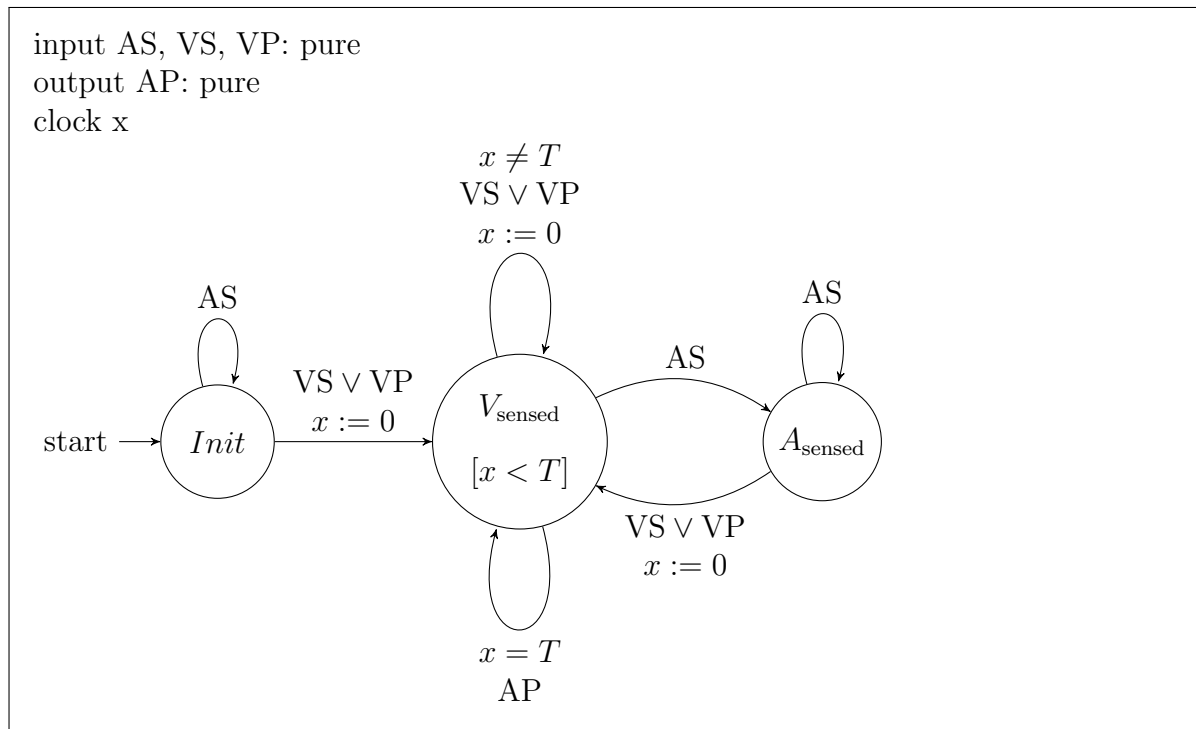 input AS, VS, VP: pure
output AP: pure
clock x
x ≠ T
VS ∨ VP
x := 0
AS
VS ∨ VP
x := 0
start
Init
V_sensed
[x < T]
AS
AS
A_sensed
VS ∨ VP
x := 0
x = T
AP